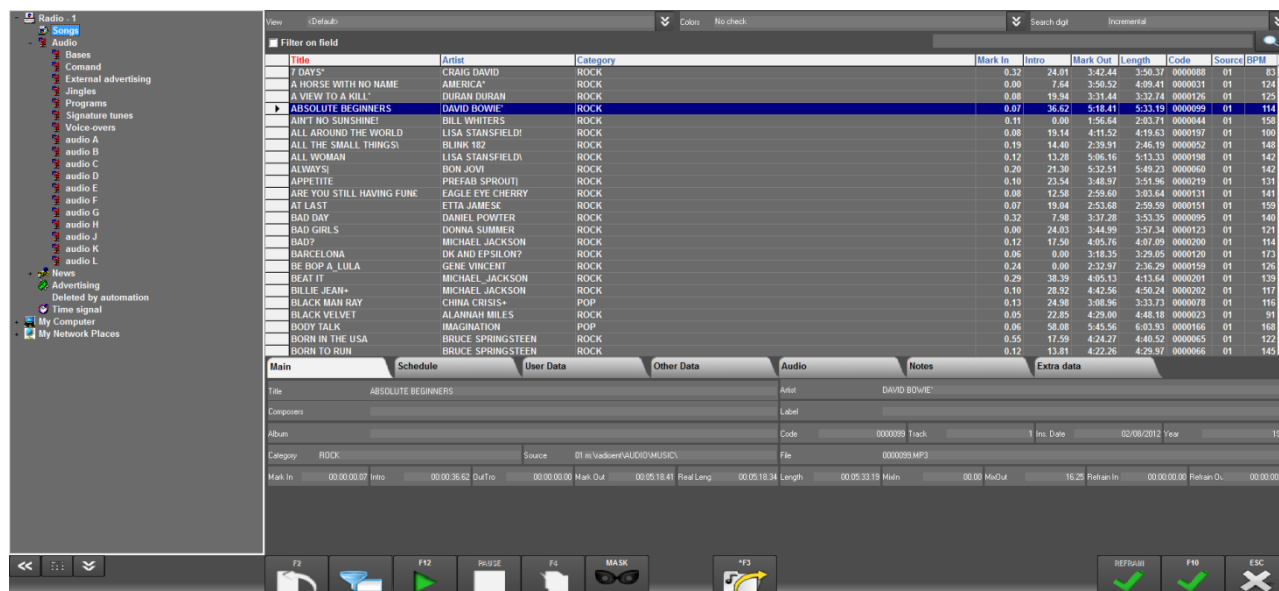 Radio - 1
Songs
Audio
Bases
Comand
External advertising
Jingles
Programs
Signature tunes
Voice-overs
audio A
audio B
audio C
audio D
audio E
audio F
audio G
audio H
audio J
audio K
audio L
News
Advertising
Deleted by automation
Time signal
My Computer
My Network Places
View <Default> Colors No check Search digit Incremental
Filter on field
Title Artist Category Mark In Intro Mark Out Length Code Source BPM
7 DAYS* CRAIG DAVID ROCK 0.32 24.01 3:42.44 3:50.37 0000088 01 83
A HORSE WITH NO NAME AMERICA* ROCK 0.00 7.64 3:50.52 4:09.41 0000031 01 124
A VIEW TO A KILL' DURAN DURAN ROCK 0.08 19.94 3:31.44 3:32.74 0000126 01 125
ABSOLUTE BEGINNERS DAVID BOWIE' ROCK 0.07 36.62 5:18.41 5:33.19 0000099 01 114
AIN'T NO SUNSHINE! BILL WHITERS ROCK 0.11 0.00 1:56.64 2:03.71 0000044 01 158
ALL AROUND THE WORLD LISA STANSFIELD! ROCK 0.08 19.14 4:11.52 4:19.63 0000197 01 100
ALL THE SMALL THINGS\ BLINK 182 ROCK 0.19 14.40 2:39.91 2:46.19 0000052 01 148
ALL WOMAN LISA STANSFIELD\ ROCK 0.12 13.28 5:06.16 5:13.33 0000198 01 142
ALWAYS| BON JOVI ROCK 0.20 21.30 5:32.51 5:49.23 0000060 01 142
APPETITE PREFAB SPROUT| ROCK 0.10 23.54 3:48.97 3:51.96 0000219 01 131
ARE YOU STILL HAVING FUN£ EAGLE EYE CHERRY ROCK 0.08 12.58 2:59.60 3:03.64 0000131 01 141
AT LAST ETTA JAMES£ ROCK 0.07 19.04 2:53.68 2:59.59 0000151 01 159
BAD DAY DANIEL POWTER ROCK 0.32 7.98 3:37.28 3:53.35 0000095 01 140
BAD GIRLS DONNA SUMMER ROCK 0.00 24.03 3:44.99 3:57.34 0000123 01 121
BAD? MICHAEL JACKSON ROCK 0.12 17.50 4:05.76 4:07.09 0000200 01 114
BARCELONA DK AND EPSILON? ROCK 0.06 0.00 3:18.35 3:29.05 0000120 01 173
BE BOP A_LULA GENE VINCENT ROCK 0.24 0.00 2:32.97 2:36.29 0000159 01 126
BEAT IT MICHAEL_JACKSON ROCK 0.29 38.39 4:05.13 4:13.64 0000201 01 139
BILLIE JEAN+ MICHAEL JACKSON ROCK 0.10 28.92 4:42.56 4:50.24 0000202 01 117
BLACK MAN RAY CHINA CRISIS+ POP 0.13 24.98 3:08.96 3:33.73 0000078 01 116
BLACK VELVET ALANNAH MILES ROCK 0.05 22.85 4:29.00 4:48.18 0000023 01 91
BODY TALK IMAGINATION POP 0.06 58.08 5:45.56 6:03.93 0000166 01 168
BORN IN THE USA BRUCE SPRINGSTEEN ROCK 0.55 17.59 4:24.27 4:40.52 0000065 01 122
BORN TO RUN BRUCE SPRINGSTEEN ROCK 0.12 13.81 4:22.26 4:29.97 0000066 01 145
Main Schedule User Data Other Data Audio Notes Extra data
Title ABSOLUTE BEGINNERS Artist DAVID BOWIE'
Composers Label
Album Code 0000099 Track 1 Ins. Date 02/08/2012 Year
Category ROCK Source 01 m:\radioent\AUDIO\MUSIC\ File 0000099.MP3
Mark In 00:00:00.07 Intro 00:00:36.62 OutTro 00:00:00.00 Mark Out 00:05:18.41 Real Leng 00:05:18.34 Length 00:05:33.19 MixIn 00.00 MixOut 16.25 Refrain In 00:00:00.00 Refrain Ou 00:00:00
F2 F12 PAUSE F4 MASK *F3 REFRAIN F10 ESC